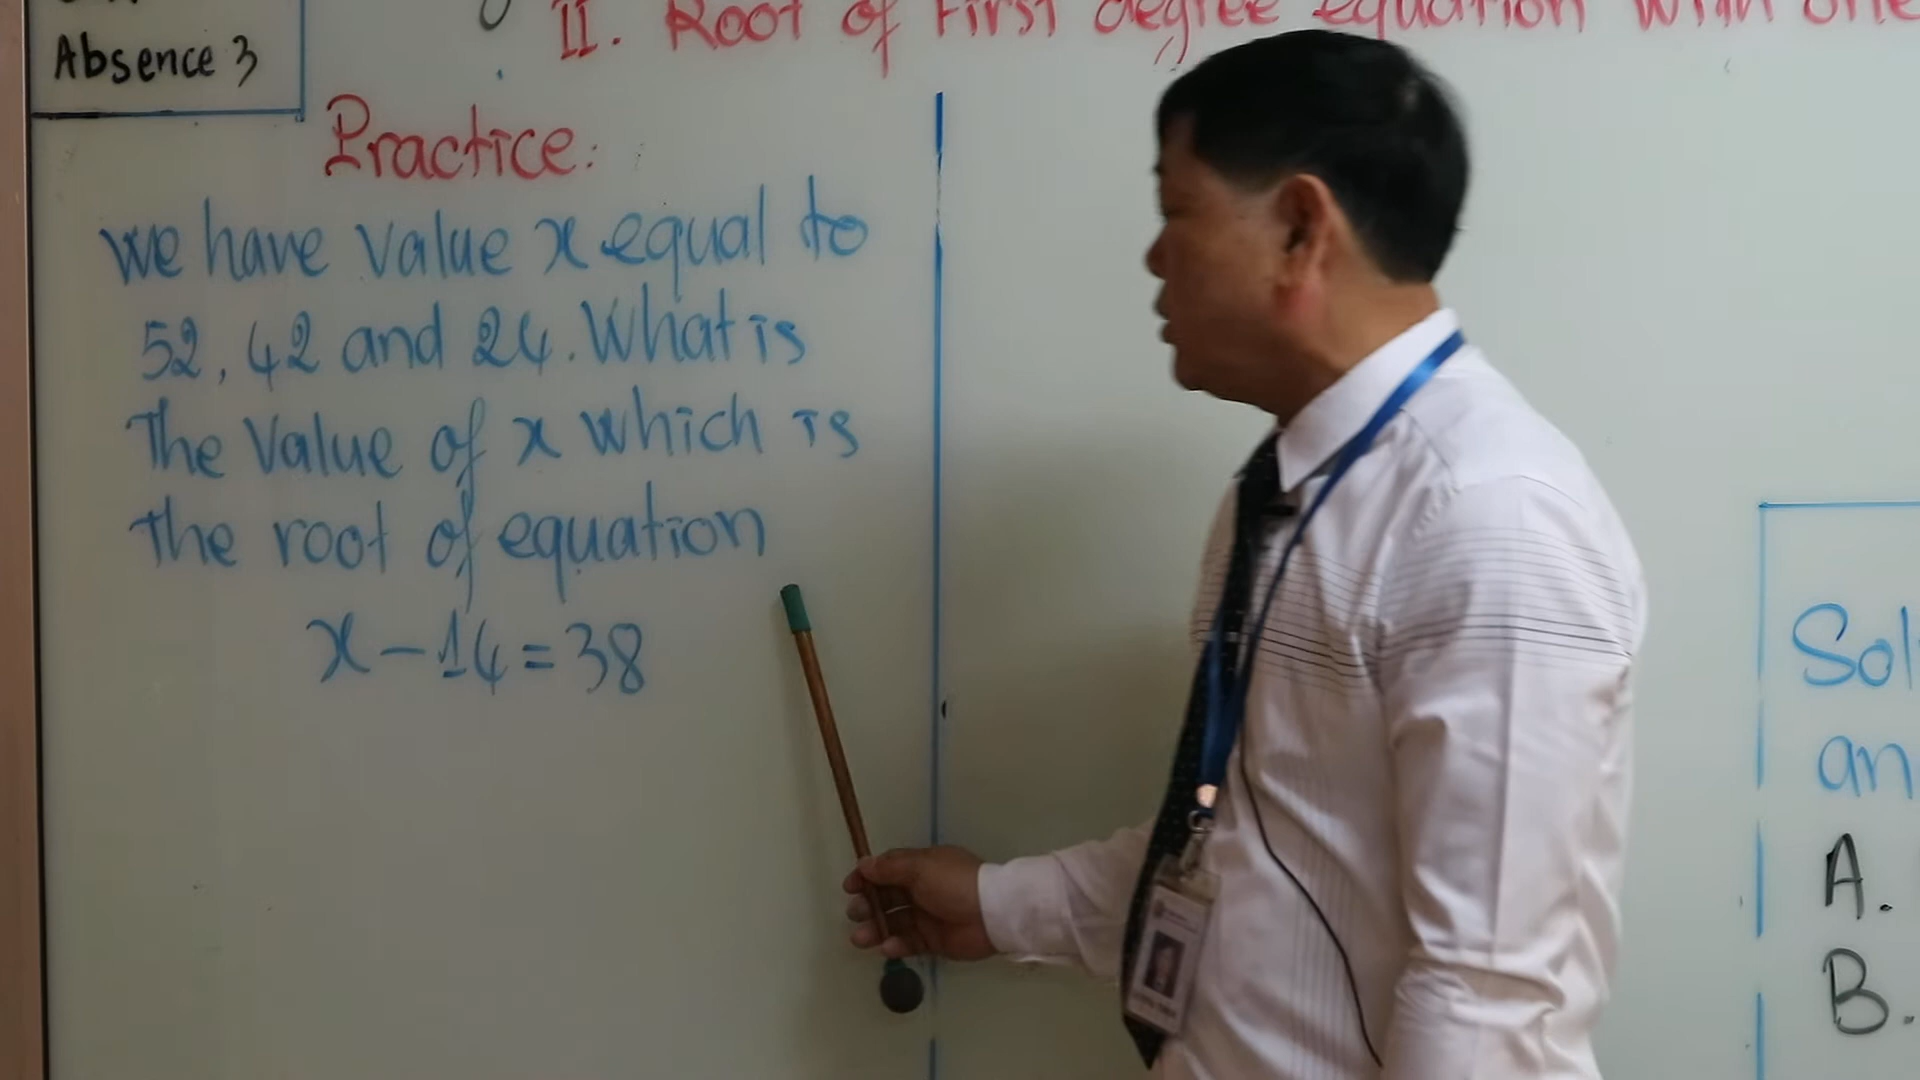 Absence 3
II. Root of First degree equation with one
Practice:
we have value x equal to
52, 42 and 24. What is
The Value of x which is
the root of equation
x - 14 = 38
Sol
an
A.
B.